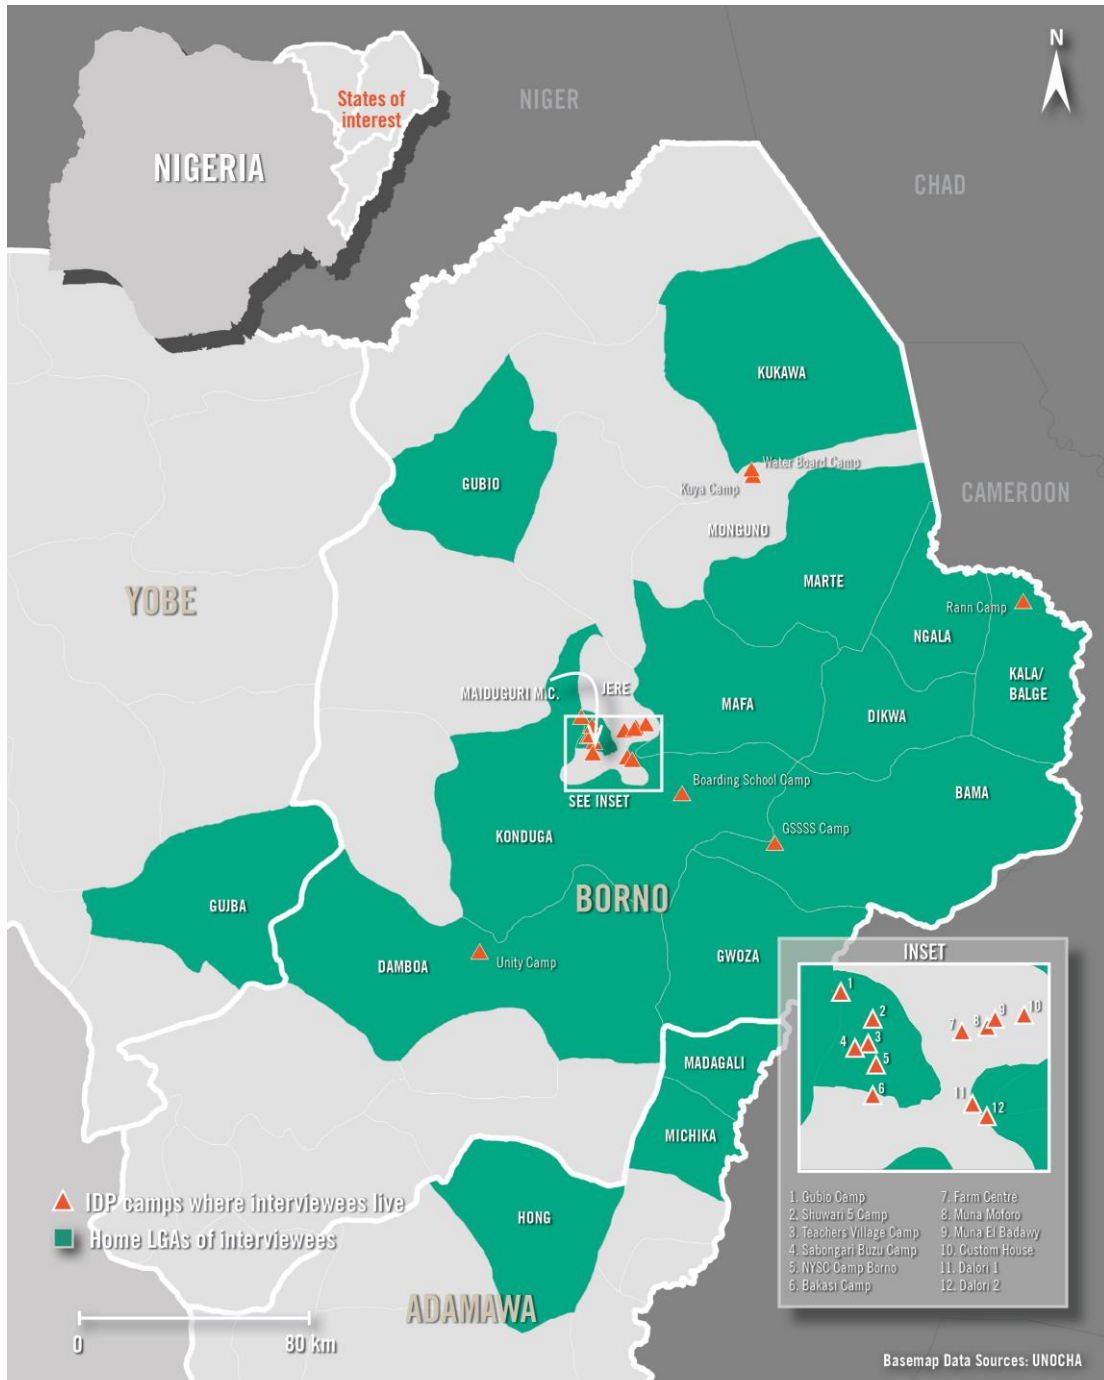 N
States of
interest
NIGER
NIGERIA
CHAD
KUKAWA
Water Board Camp
GUBIO
Kuya Camp
CAMEROON
MONGUNO
MARTE
YOBE
Rann Camp
NGALA
MAIDUGURI M.C.
JERE
KALA/
BALGE
MAFA
DIKWA
Boarding School Camp
BAMA
SEE INSET
KONDUGA
GSSSS Camp
BORNO
GUJBA
DAMBOA
Unity Camp
GWOZA
INSET
1
2
3
4
5
6
7
8
9
10
11
12
MADAGALI
MICHIKA
1. Gubio Camp
2. Shuwari 5 Camp
3. Teachers Village Camp
4. Sabongari Buzu Camp
5. NYSC Camp Borno
6. Bakasi Camp
7. Farm Centre
8. Muna Moforo
9. Muna El Badawy
10. Custom House
11. Dalori 1
12. Dalori 2
IDP camps where interviewees live
Home LGAs of interviewees
HONG
ADAMAWA
0
80 km
Basemap Data Sources: UNOCHA